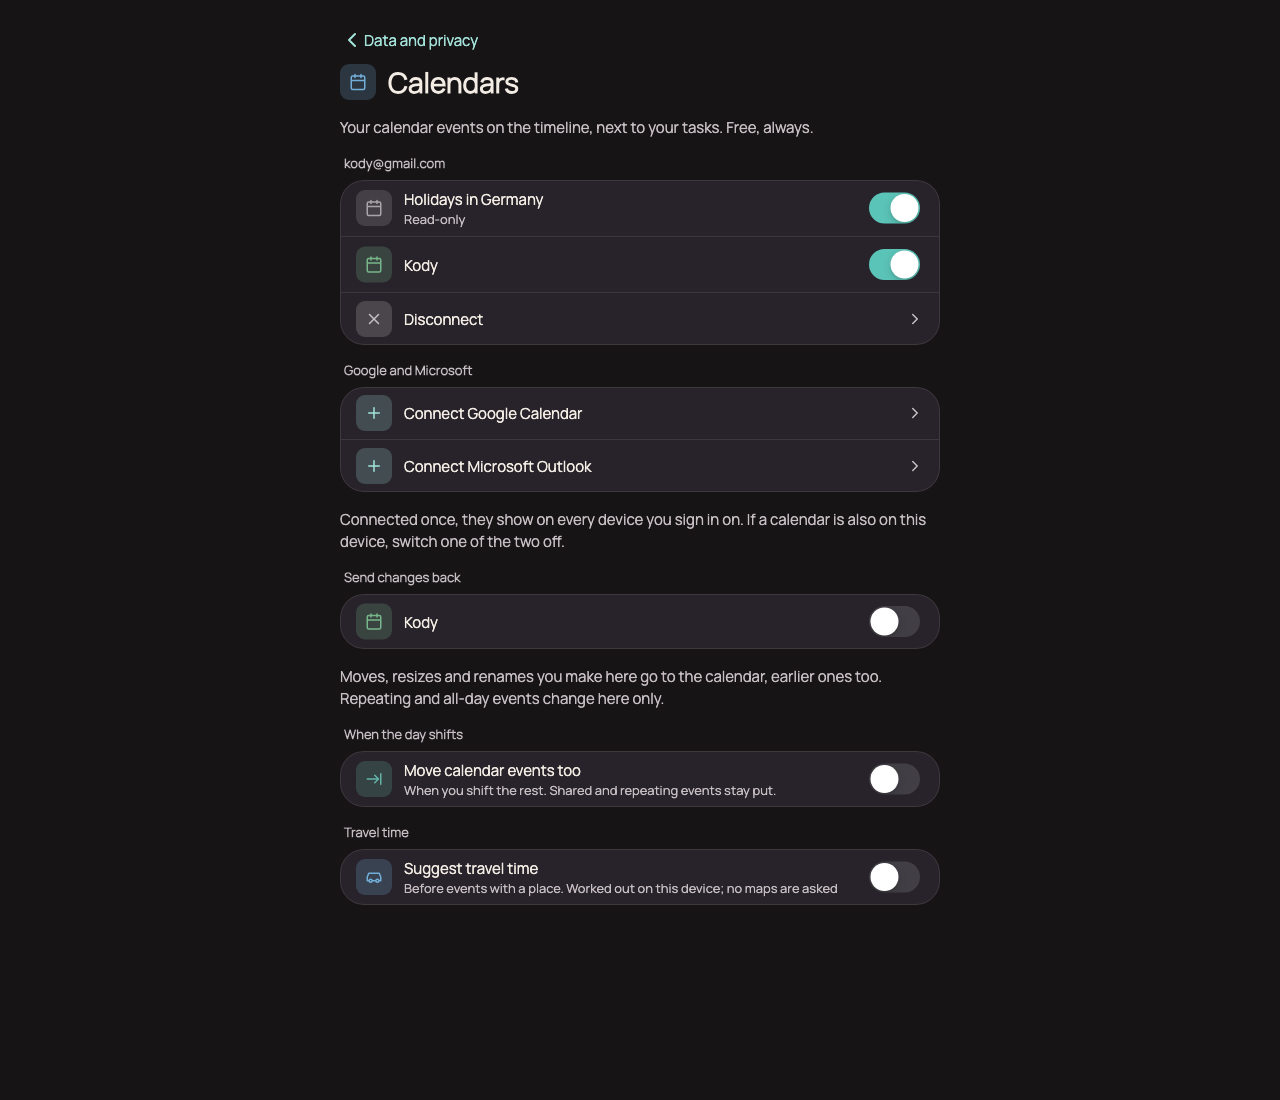 Data and privacy
Calendars
Your calendar events on the timeline, next to your tasks. Free, always.
kody@gmail.com
Holidays in Germany
Read-only
Kody
Disconnect
Google and Microsoft
Connect Google Calendar
Connect Microsoft Outlook
Connected once, they show on every device you sign in on. If a calendar is also on this
device, switch one of the two off.
Send changes back
Kody
Moves, resizes and renames you make here go to the calendar, earlier ones too.
Repeating and all-day events change here only.
When the day shifts
Move calendar events too
When you shift the rest. Shared and repeating events stay put.
Travel time
Suggest travel time
Before events with a place. Worked out on this device; no maps are asked